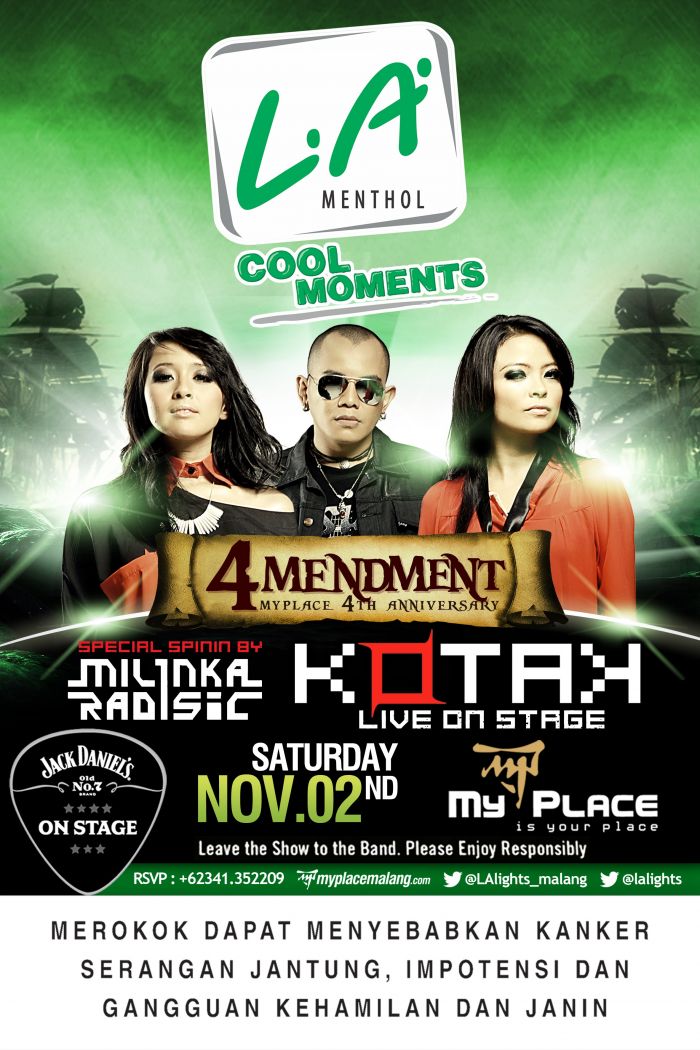 L.A.
MENTHOL
COOL
MOMENTS
4MENDMENT
MYPLACE 4TH ANNIVERSARY
SPECIAL SPININ BY
MILINKA
RADISIC
KOTAK
LIVE ON STAGE
JACK DANIEL'S
Old
No.7
BRAND
ON STAGE
SATURDAY
NOV.02ND
MY PLACE
is your place
Leave the Show to the Band. Please Enjoy Responsibly
RSVP : +62341.352209 myplacemalang.com @LAlights_malang @lalights
MEROKOK DAPAT MENYEBABKAN KANKER
SERANGAN JANTUNG, IMPOTENSI DAN
GANGGUAN KEHAMILAN DAN JANIN